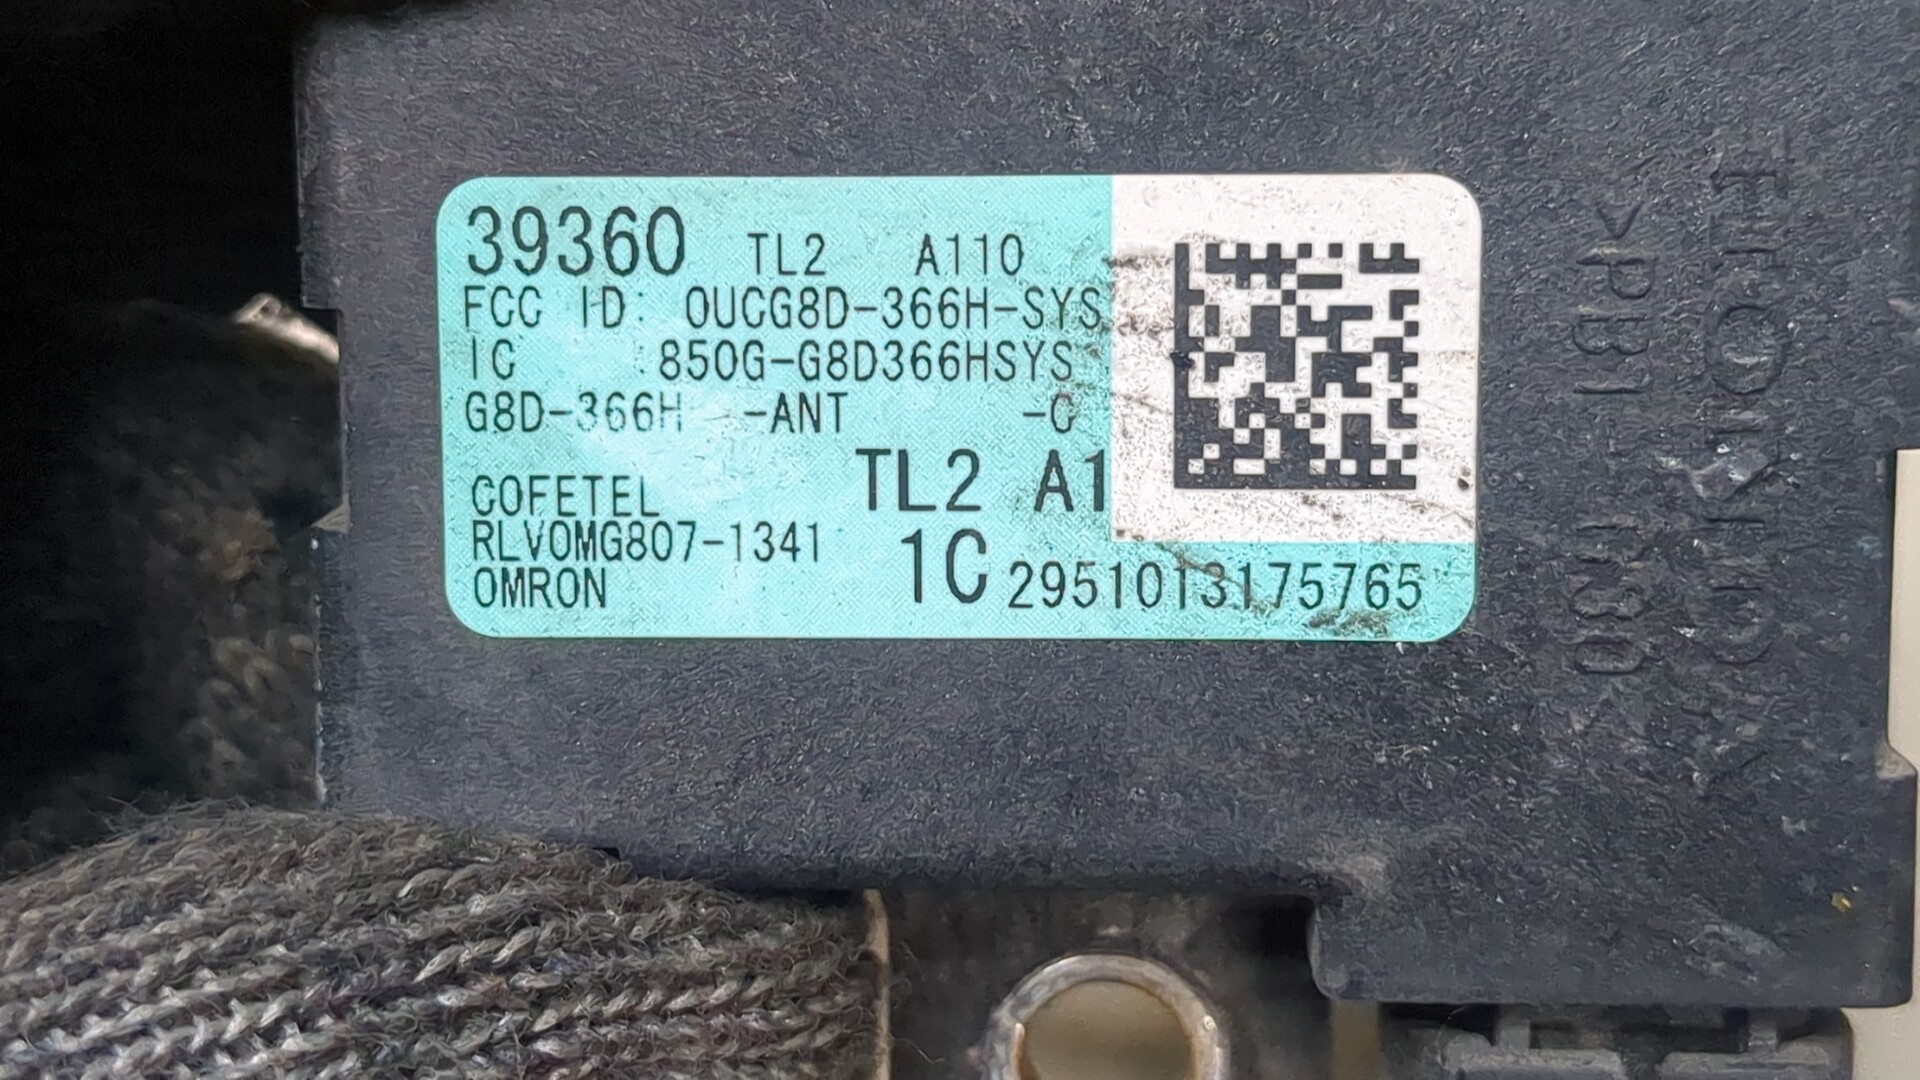 39360 TL2 A110
FCC ID: OUCG8D-366H-SYS
IC :850G-G8D366HSYS
G8D-366H -ANT -C
TL2 A1
COFETEL
RLVOMG807-1341
1C 2951013175765
OMRON
HONDA